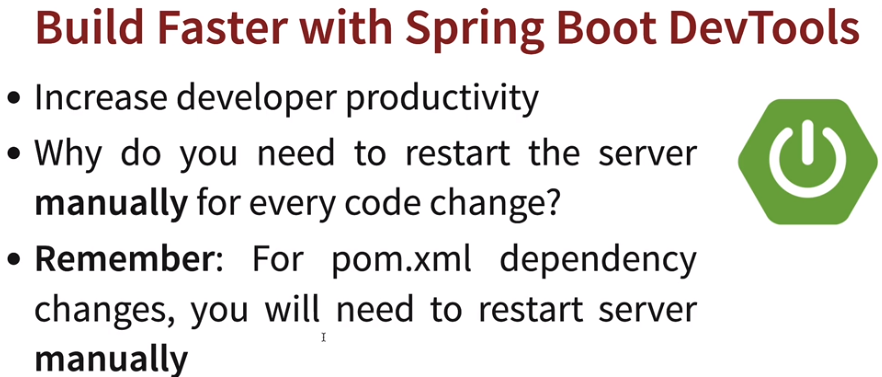 Build Faster with Spring Boot DevTools
• Increase developer productivity
• Why do you need to restart the server
manually for every code change?
• Remember: For pom.xml dependency
changes, you will need to restart server
manually